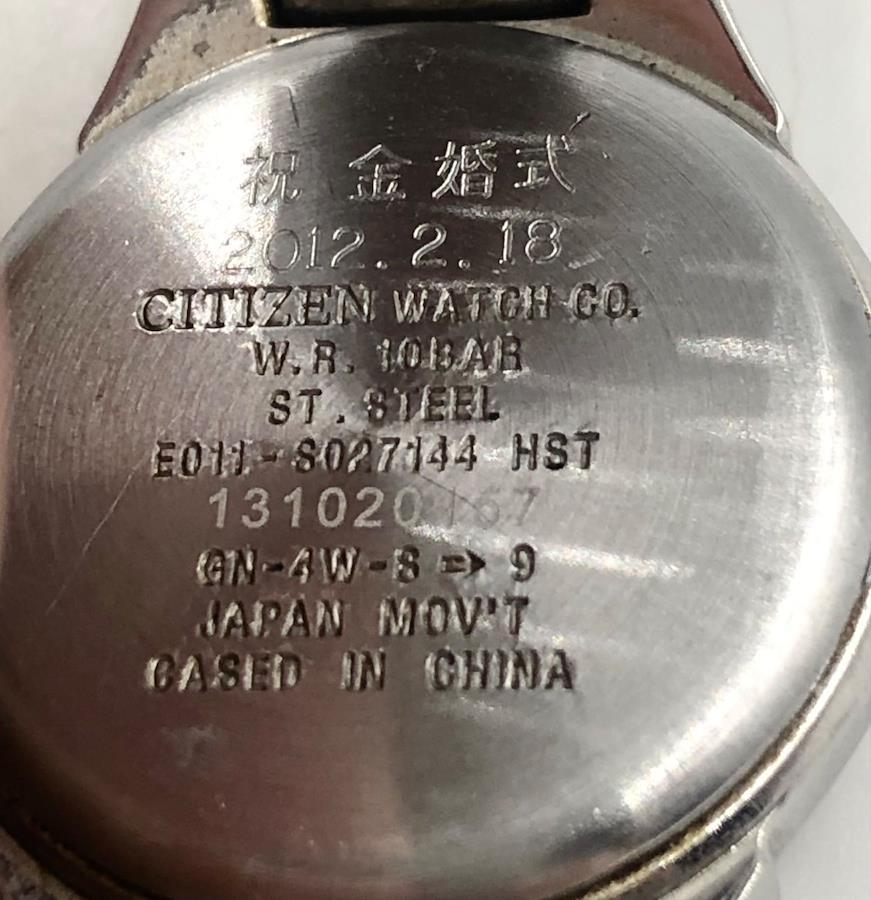 祝 金婚式
2012.2.18
CITIZEN WATCH CO.
W.R. 10BAR
ST. STEEL
E011-S027144 HST
131020167
GN-4W-S⇒9
JAPAN MOV'T
CASED IN CHINA